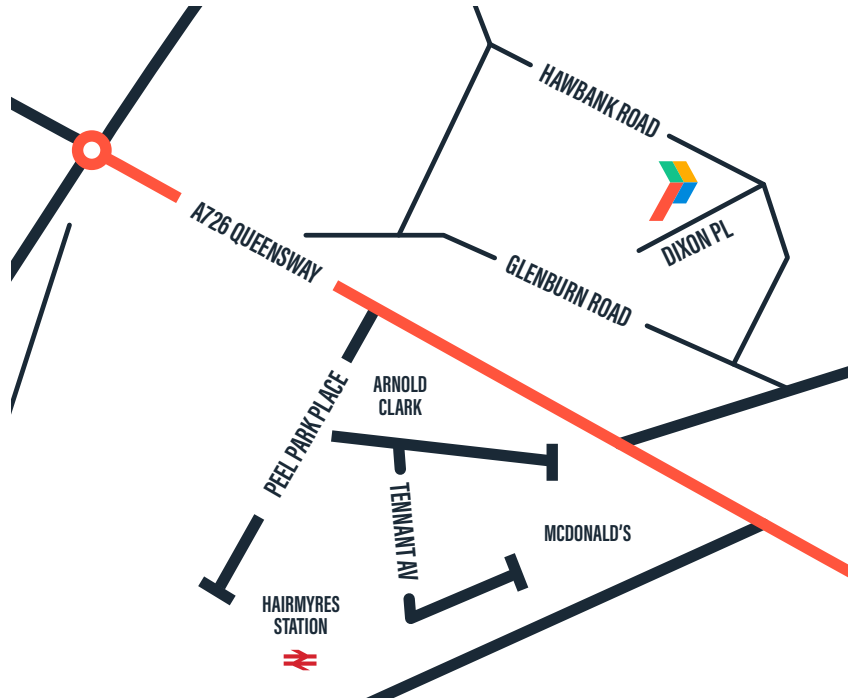 HAWBANK ROAD
A726 QUEENSWAY
DIXON PL
GLENBURN ROAD
PEEL PARK PLACE
ARNOLD
CLARK
TENNANT AV
MCDONALD'S
HAIRMYRES
STATION